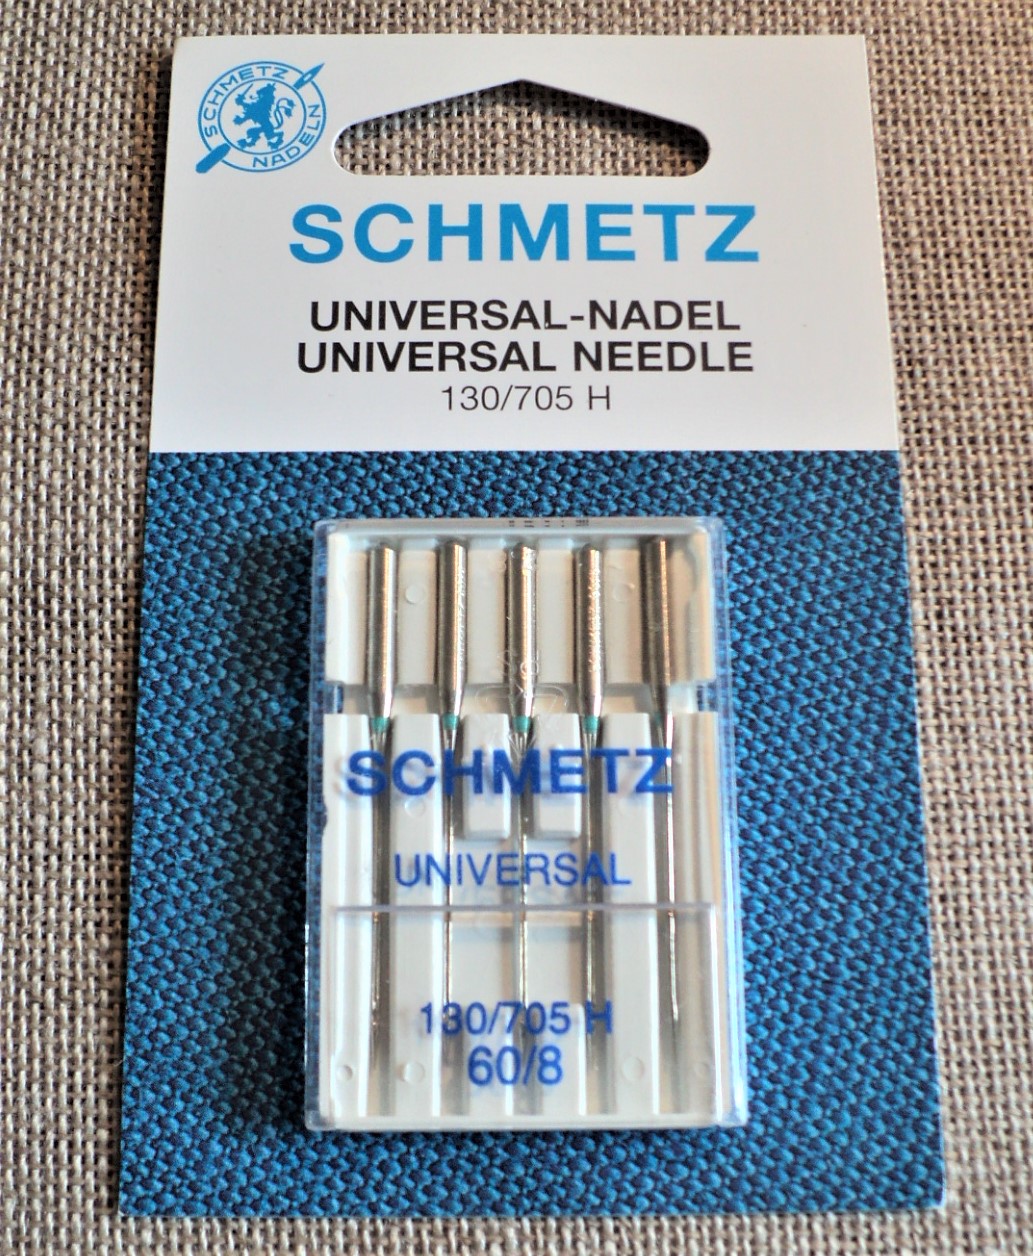 SCHMETZ
NADELN
SCHMETZ
UNIVERSAL-NADEL
UNIVERSAL NEEDLE
130/705 H
SCHMETZ
UNIVERSAL
130/705 H
60/8